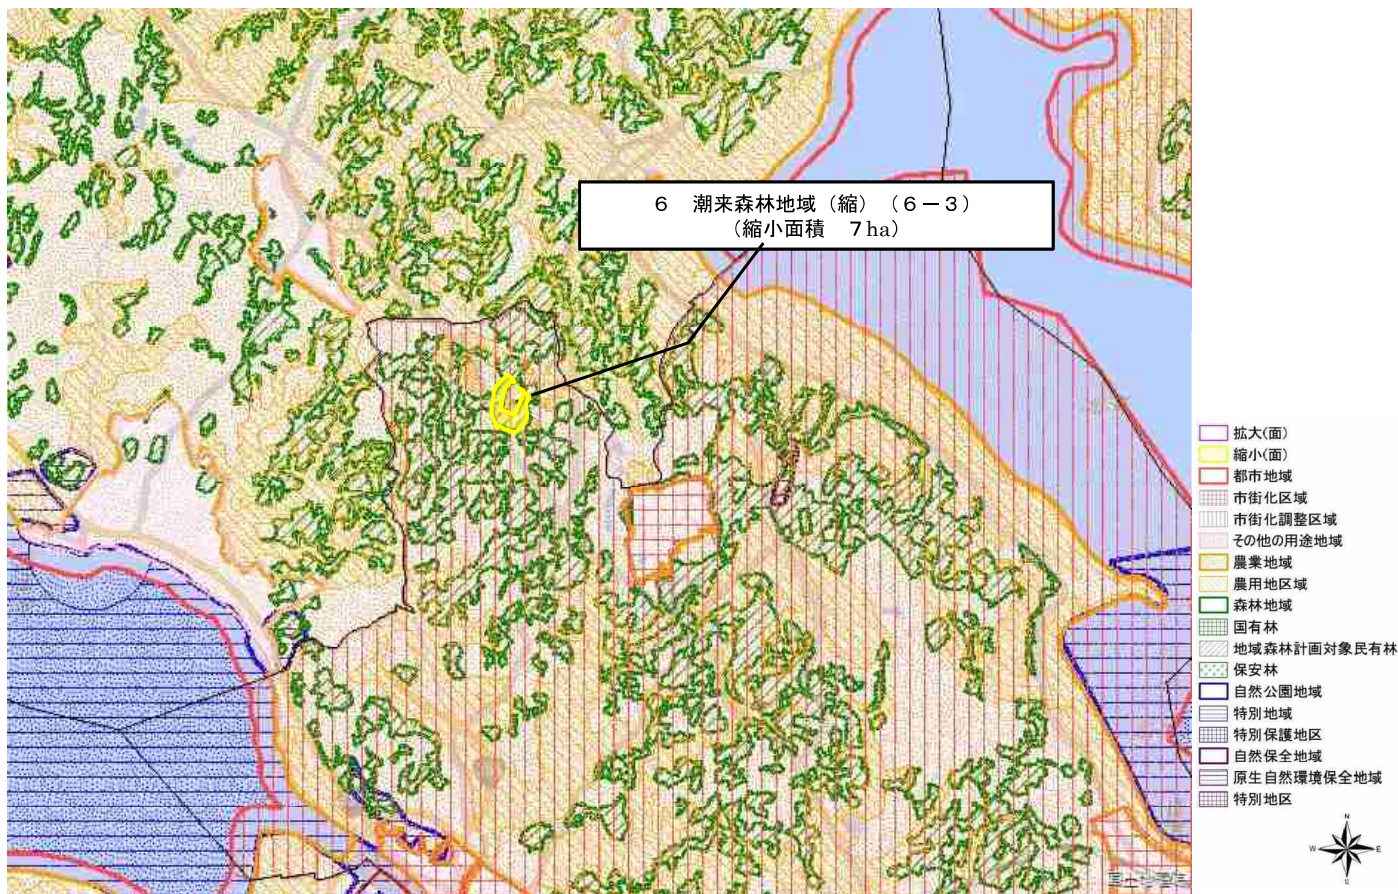 6 潮来森林地域（縮）（6－3）
（縮小面積 7ha）
拡大(面)
縮小(面)
都市地域
市街化区域
市街化調整区域
その他の用途地域
農業地域
農用地区域
森林地域
国有林
地域森林計画対象民有林
保安林
自然公園地域
特別地域
特別保護地区
自然保全地域
原生自然環境保全地域
特別地区
N
W E
S